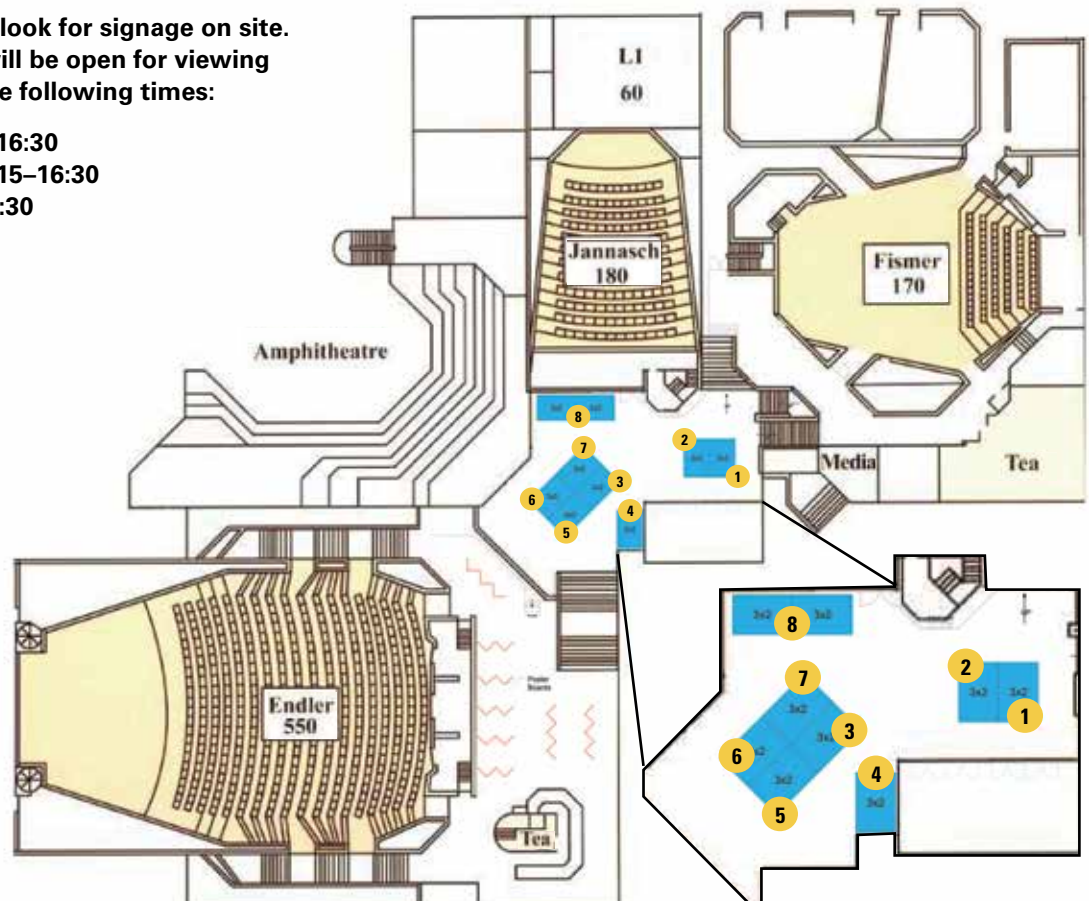 look for signage on site.
ill be open for viewing
e following times:
16:30
15–16:30
:30
L1
60
Jannasch
180
Fismer
170
Amphitheatre
8
7
2
1
3
6
4
5
Media
Tea
Endler
550
Poster
Boards
Tea
3x2 3x2
8
7
2
3x2 3x2
1
3x2
3x2
3
6
x2
3x2
5
4
3x2